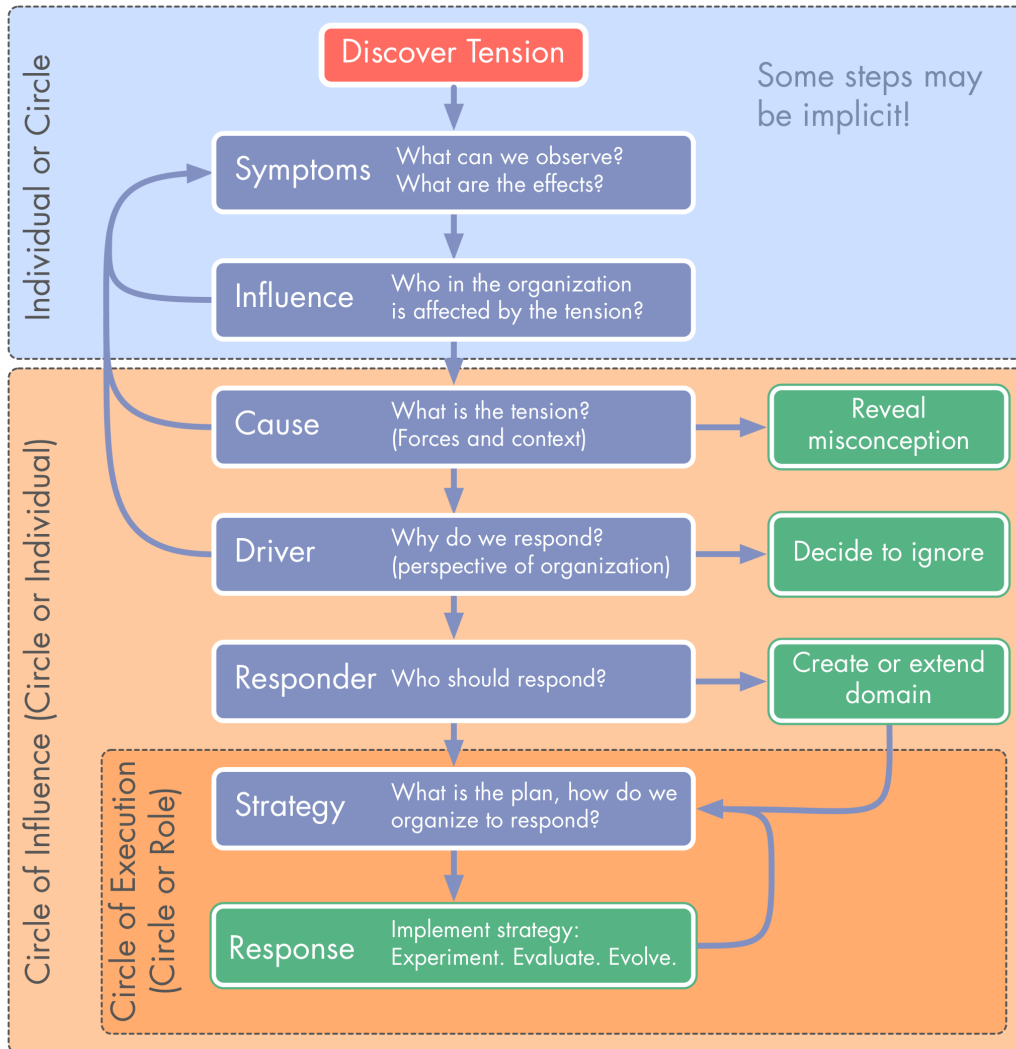 Discover Tension
Some steps may
be implicit!
Individual or Circle
Symptoms
What can we observe?
What are the effects?
Influence
Who in the organization
is affected by the tension?
Circle of Influence (Circle or Individual)
Cause
What is the tension?
(Forces and context)
Reveal
misconception
Driver
Why do we respond?
(perspective of organization)
Decide to ignore
Responder
Who should respond?
Create or extend
domain
Circle of Execution
(Circle or Role)
Strategy
What is the plan, how do we
organize to respond?
Response
Implement strategy:
Experiment. Evaluate. Evolve.